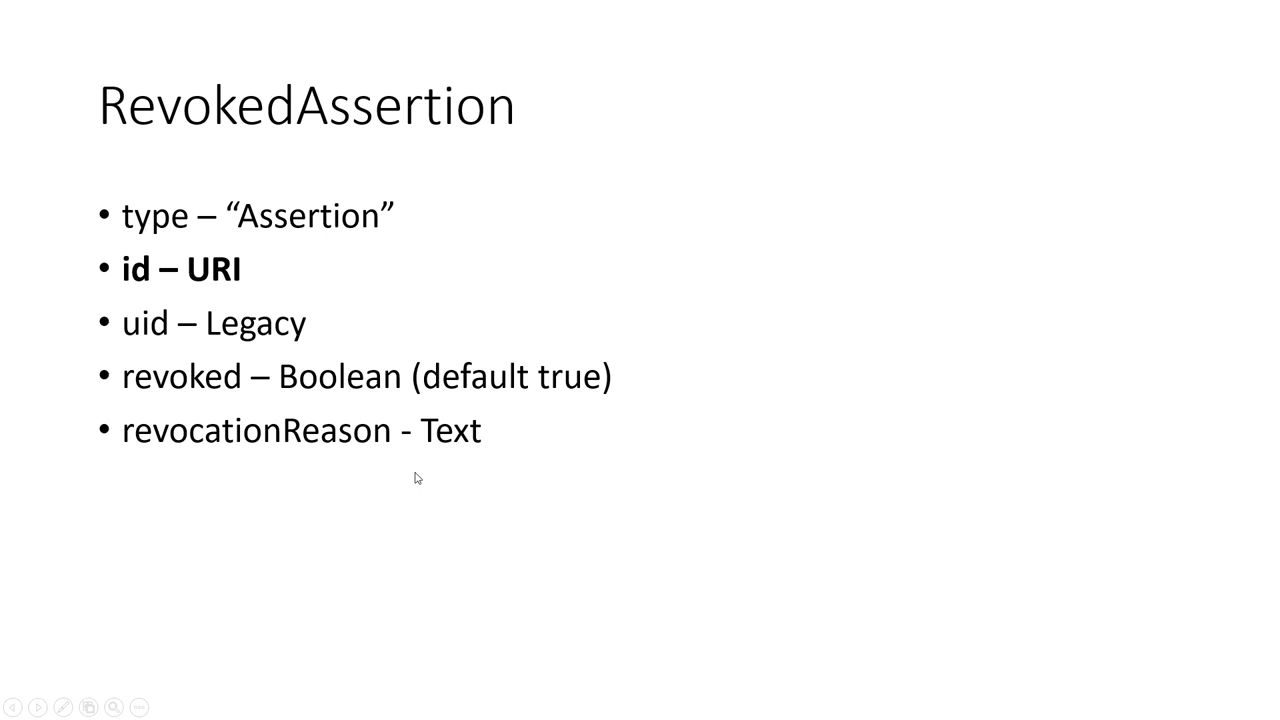 RevokedAssertion
• type – “Assertion”
• id – URI
• uid – Legacy
• revoked – Boolean (default true)
• revocationReason - Text